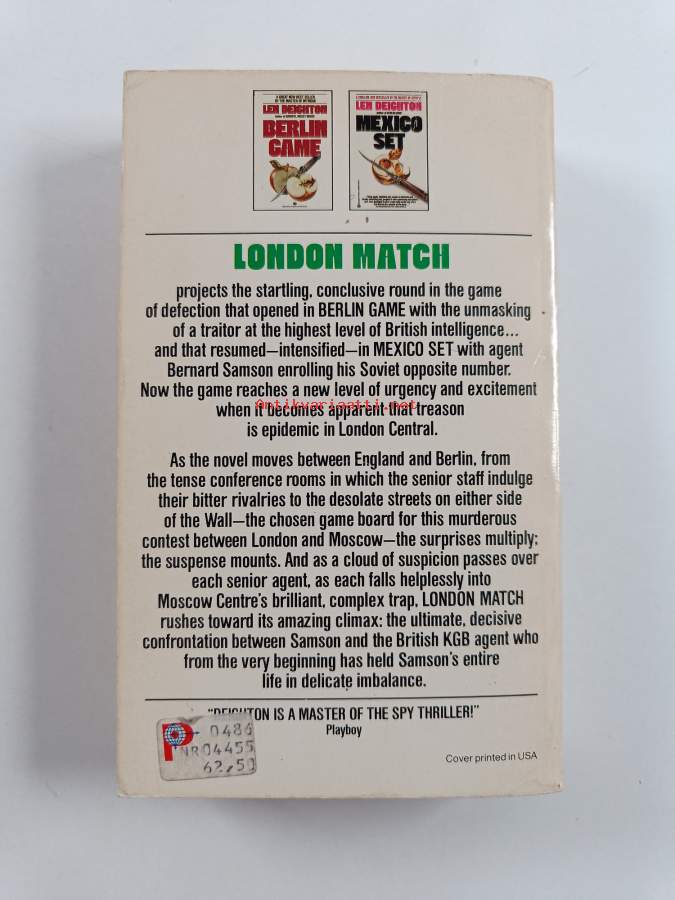 LEN DEIGHTON
BERLIN
GAME
LEN DEIGHTON
MEXICO
SET
LONDON MATCH
projects the startling, conclusive round in the game
of defection that opened in BERLIN GAME with the unmasking
of a traitor at the highest level of British intelligence...
and that resumed—intensified—in MEXICO SET with agent
Bernard Samson enrolling his Soviet opposite number.
Now the game reaches a new level of urgency and excitement
when it becomes apparent that treason
Antikvariaatti.net
is epidemic in London Central.
As the novel moves between England and Berlin, from
the tense conference rooms in which the senior staff indulge
their bitter rivalries to the desolate streets on either side
of the Wall—the chosen game board for this murderous
contest between London and Moscow—the surprises multiply;
the suspense mounts. And as a cloud of suspicion passes over
each senior agent, as each falls helplessly into
Moscow Centre's brilliant, complex trap, LONDON MATCH
rushes toward its amazing climax: the ultimate, decisive
confrontation between Samson and the British KGB agent who
from the very beginning has held Samson's entire
life in delicate imbalance.
"DEIGHTON IS A MASTER OF THE SPY THRILLER!"
Playboy
P 0486
NR04455
62,50
Cover printed in USA